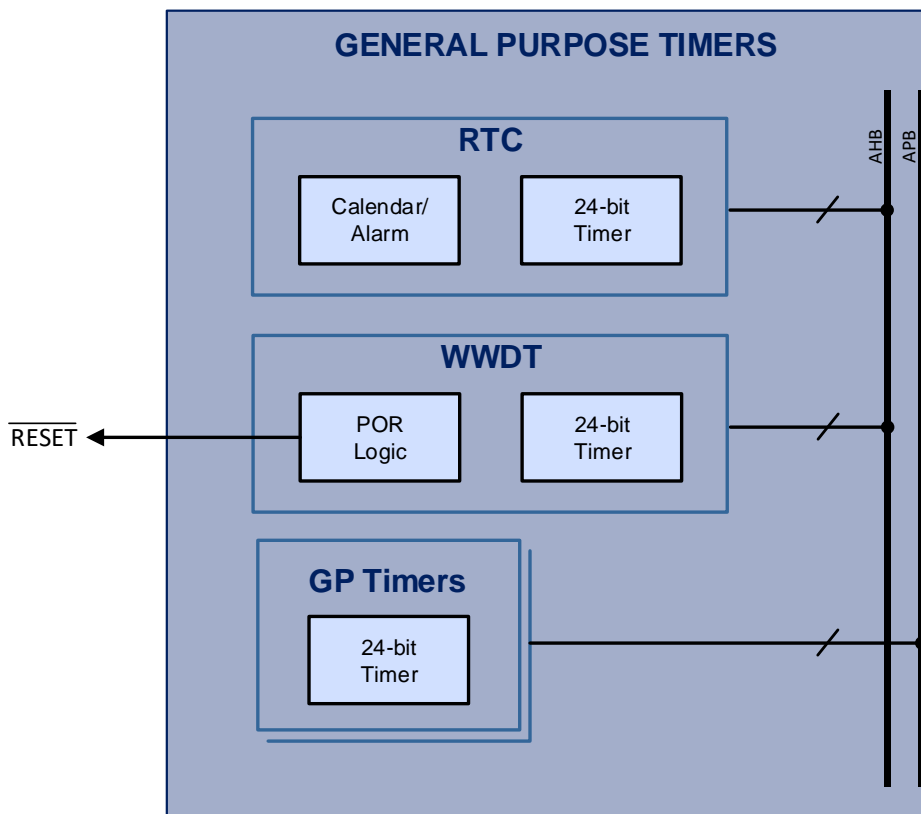 GENERAL PURPOSE TIMERS
AHB
APB
RTC
Calendar/
Alarm
24-bit
Timer
WWDT
RESET
POR
Logic
24-bit
Timer
GP Timers
24-bit
Timer